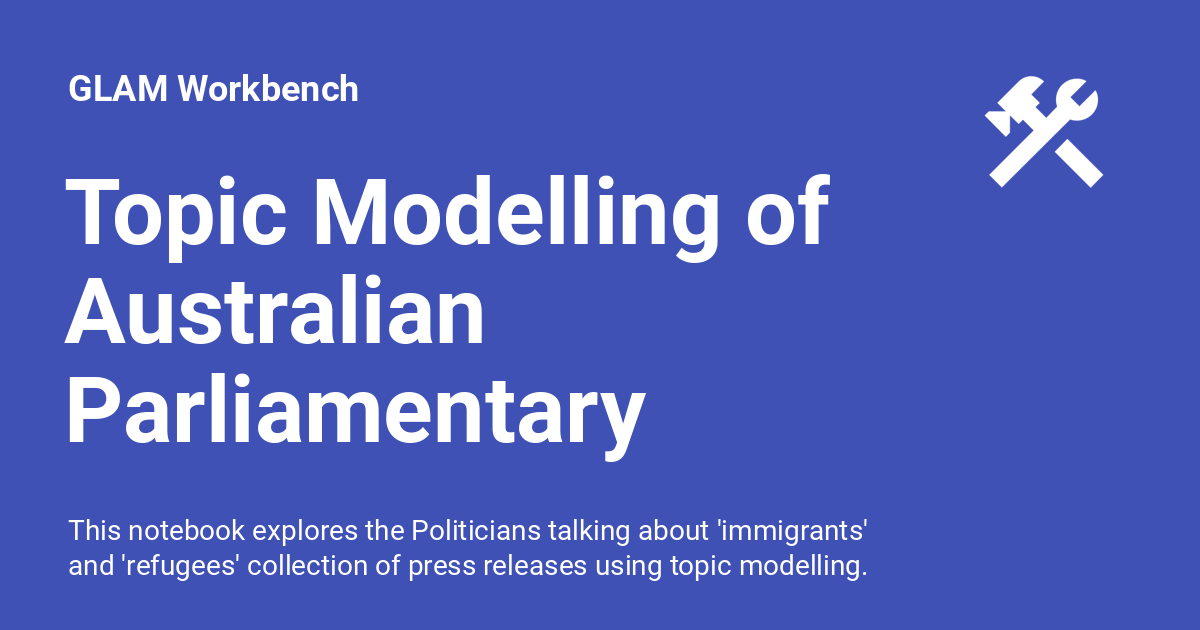 GLAM Workbench
Topic Modelling of
Australian
Parliamentary
This notebook explores the Politicians talking about 'immigrants'
and 'refugees' collection of press releases using topic modelling.